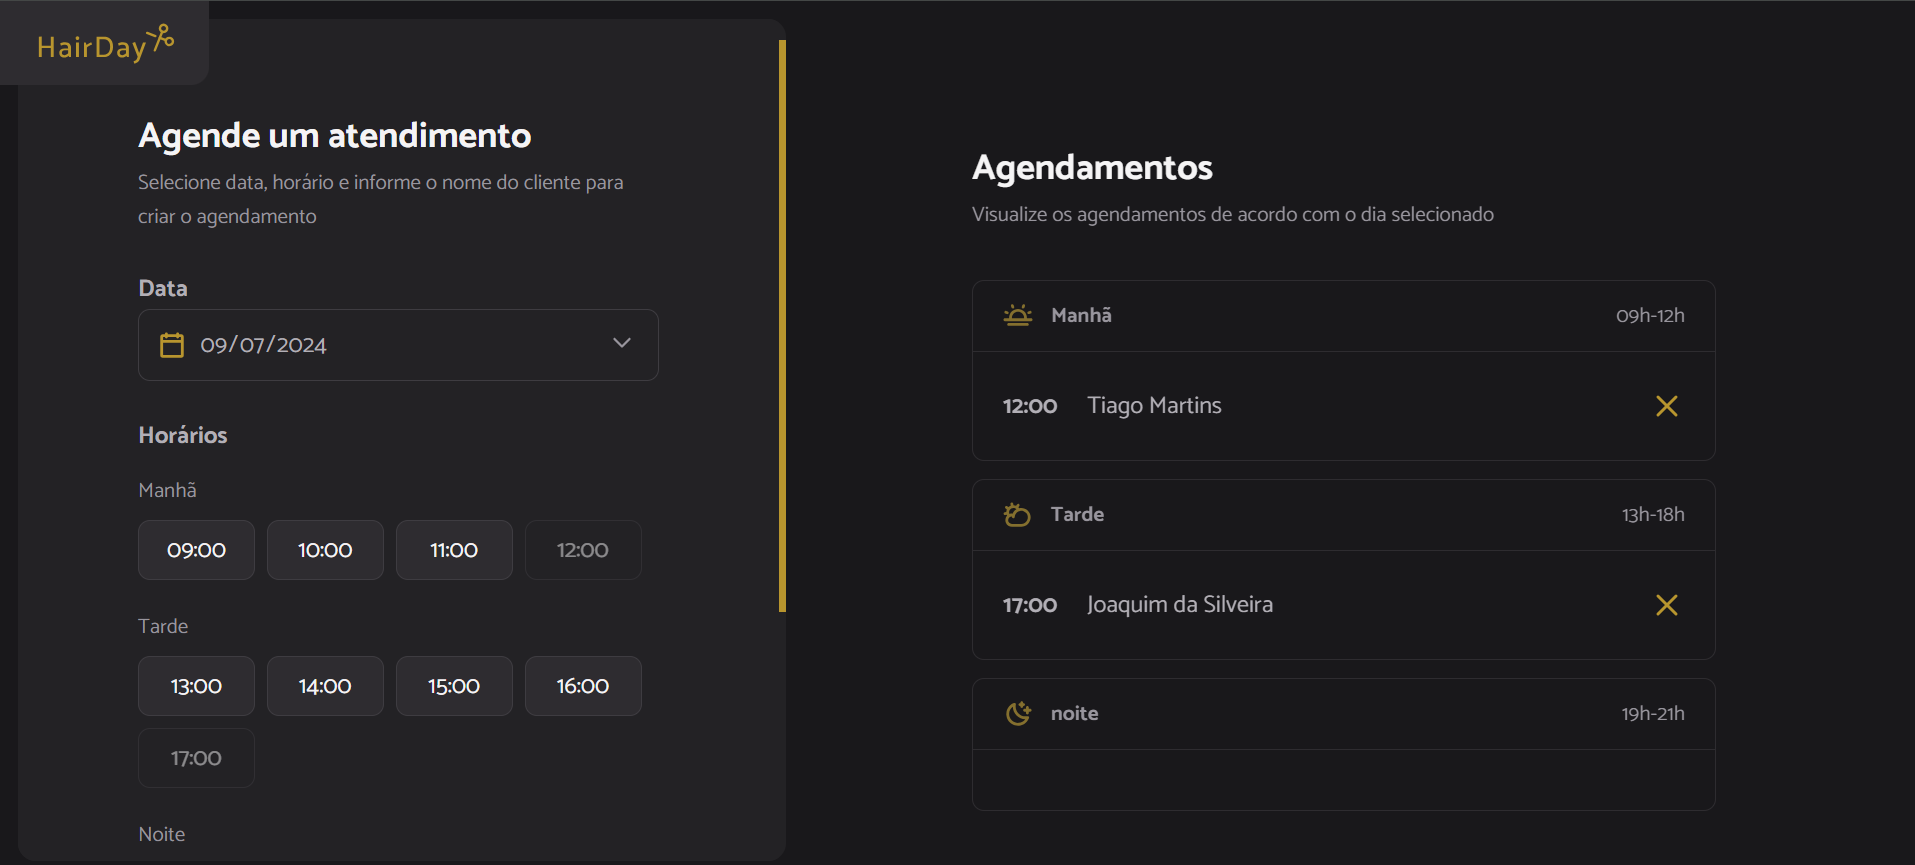 HairDay
Agende um atendimento
Selecione data, horário e informe o nome do cliente para
criar o agendamento
Data
09/07/2024
Horários
Manhã
09:00 10:00 11:00 12:00
Tarde
13:00 14:00 15:00 16:00
17:00
Noite
Agendamentos
Visualize os agendamentos de acordo com o dia selecionado
Manhã 09h-12h
12:00 Tiago Martins
Tarde 13h-18h
17:00 Joaquim da Silveira
noite 19h-21h